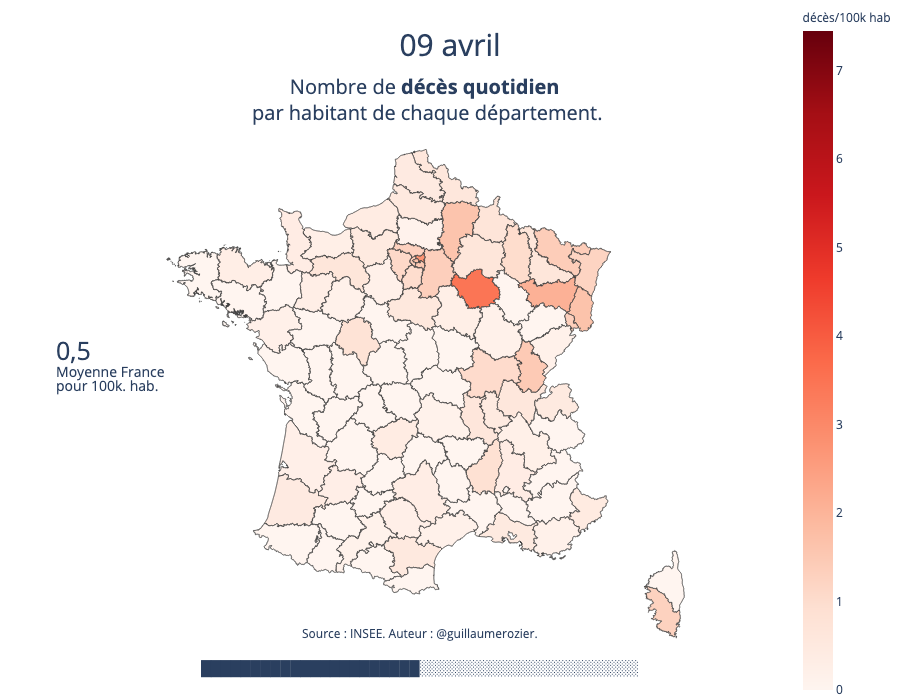 décès/100k hab
09 avril
Nombre de décès quotidien
par habitant de chaque département.
7
6
5
4
3
2
1
0
0,5
Moyenne France
pour 100k. hab.
Source : INSEE. Auteur : @guillaumerozier.